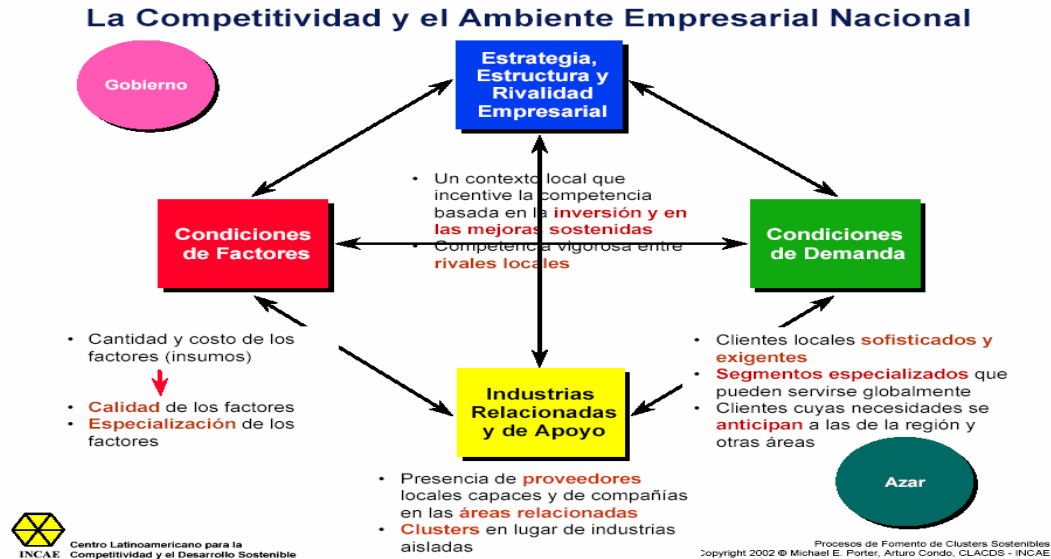 La Competitividad y el Ambiente Empresarial Nacional
Gobierno
Estrategia,
Estructura y
Rivalidad
Empresarial
• Un contexto local que
incentive la competencia
basada en la inversión y en
las mejoras sostenidas
• Competencia vigorosa entre
rivales locales
Condiciones
de Factores
Condiciones
de Demanda
• Cantidad y costo de los
factores (insumos)
• Calidad de los factores
• Especialización de los
factores
Industrias
Relacionadas
y de Apoyo
• Clientes locales sofisticados y
exigentes
• Segmentos especializados que
pueden servirse globalmente
• Clientes cuyas necesidades se
anticipan a las de la región y
otras áreas
• Presencia de proveedores
locales capaces y de compañías
en las áreas relacionadas
• Clusters en lugar de industrias
aisladas
Azar
INCAE
Centro Latinoamericano para la
Competitividad y el Desarrollo Sostenible
Procesos de Fomento de Clusters Sostenibles
Copyright 2002 © Michael E. Porter, Arturo Condo, CLACDS - INCAE